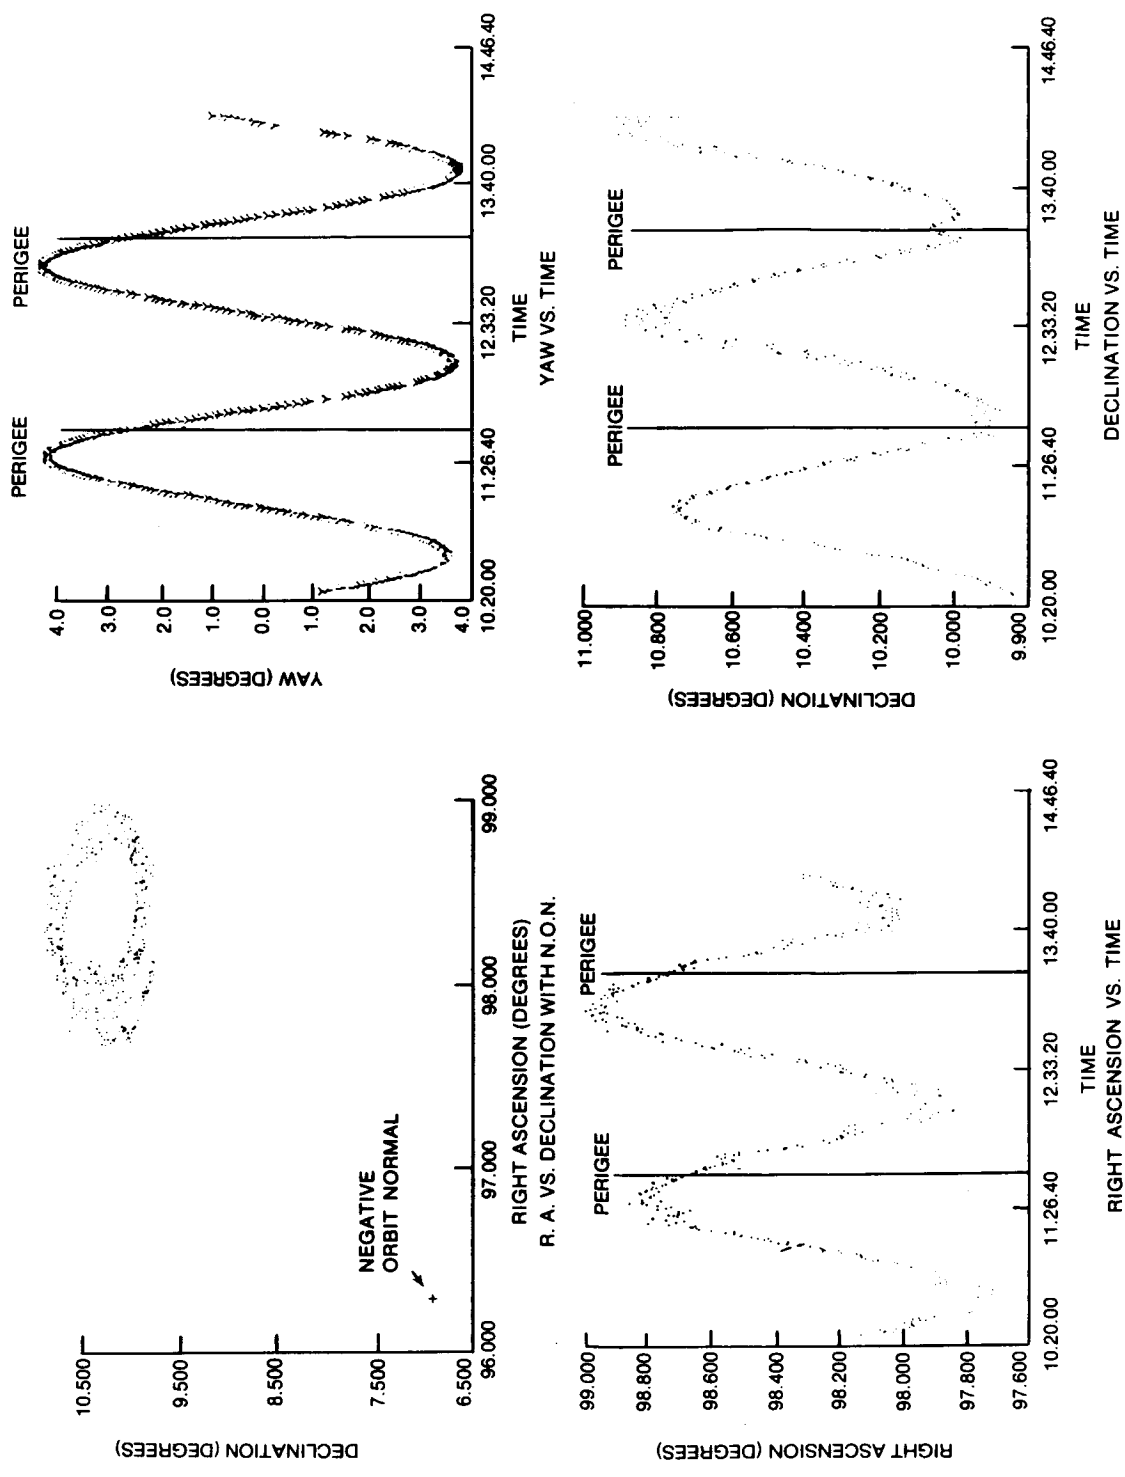 DECLINATION (DEGREES)
10.500
9.500
8.500
7.500
6.500
NEGATIVE
ORBIT NORMAL
96.000 97.000 98.000 99.000
RIGHT ASCENSION (DEGREES)
R. A. VS. DECLINATION WITH N.O.N.
PERIGEE PERIGEE
YAW (DEGREES)
4.0
3.0
2.0
1.0
0.0
1.0
2.0
3.0
4.0
10.20.00 11.26.40 12.33.20 13.40.00 14.46.40
TIME
YAW VS. TIME
PERIGEE PERIGEE
RIGHT ASCENSION (DEGREES)
99.000
98.800
98.600
98.400
98.200
98.000
97.800
97.600
10.20.00 11.26.40 12.33.20 13.40.00 14.46.40
TIME
RIGHT ASCENSION VS. TIME
PERIGEE PERIGEE
DECLINATION (DEGREES)
11.000
10.800
10.600
10.400
10.200
10.000
9.900
10.20.00 11.26.40 12.33.20 13.40.00 14.46.40
TIME
DECLINATION VS. TIME